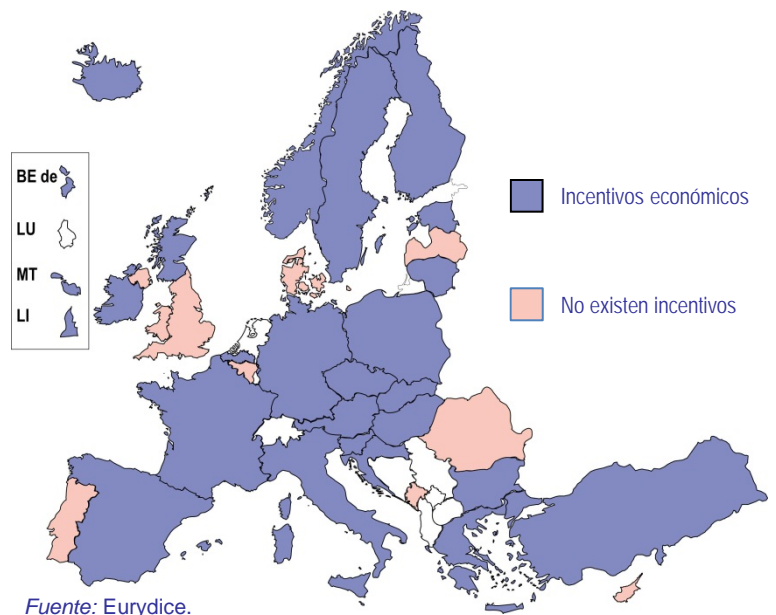 BE de
LU
MT
LI
Incentivos económicos
No existen incentivos
Fuente: Eurydice.